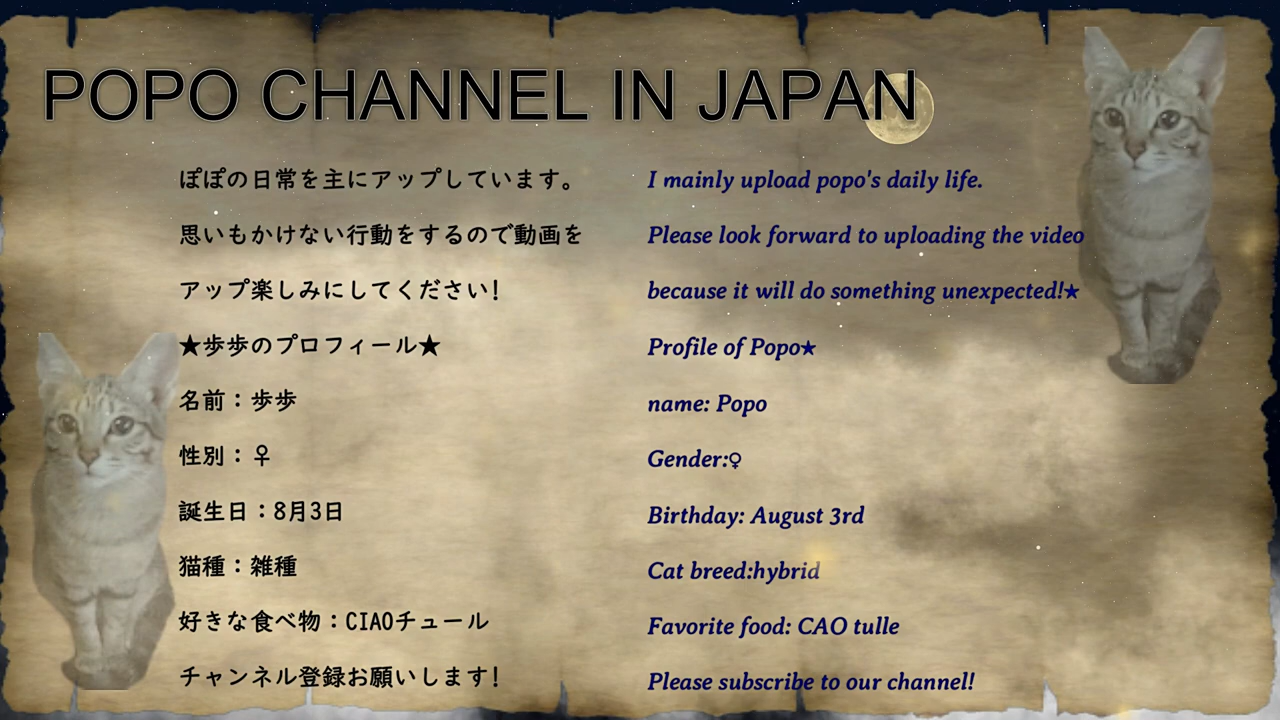 POPO CHANNEL IN JAPAN
ぽぽの日常を主にアップしています。
思いもかけない行動をするので動画を
アップ楽しみにしてください!
★歩歩のプロフィール★
名前：歩歩
性別：♀
誕生日：8月3日
猫種：雑種
好きな食べ物：CIAOチュール
チャンネル登録お願いします!
I mainly upload popo's daily life.
Please look forward to uploading the video
because it will do something unexpected!★
Profile of Popo★
name: Popo
Gender:♀
Birthday: August 3rd
Cat breed:hybrid
Favorite food: CAO tulle
Please subscribe to our channel!